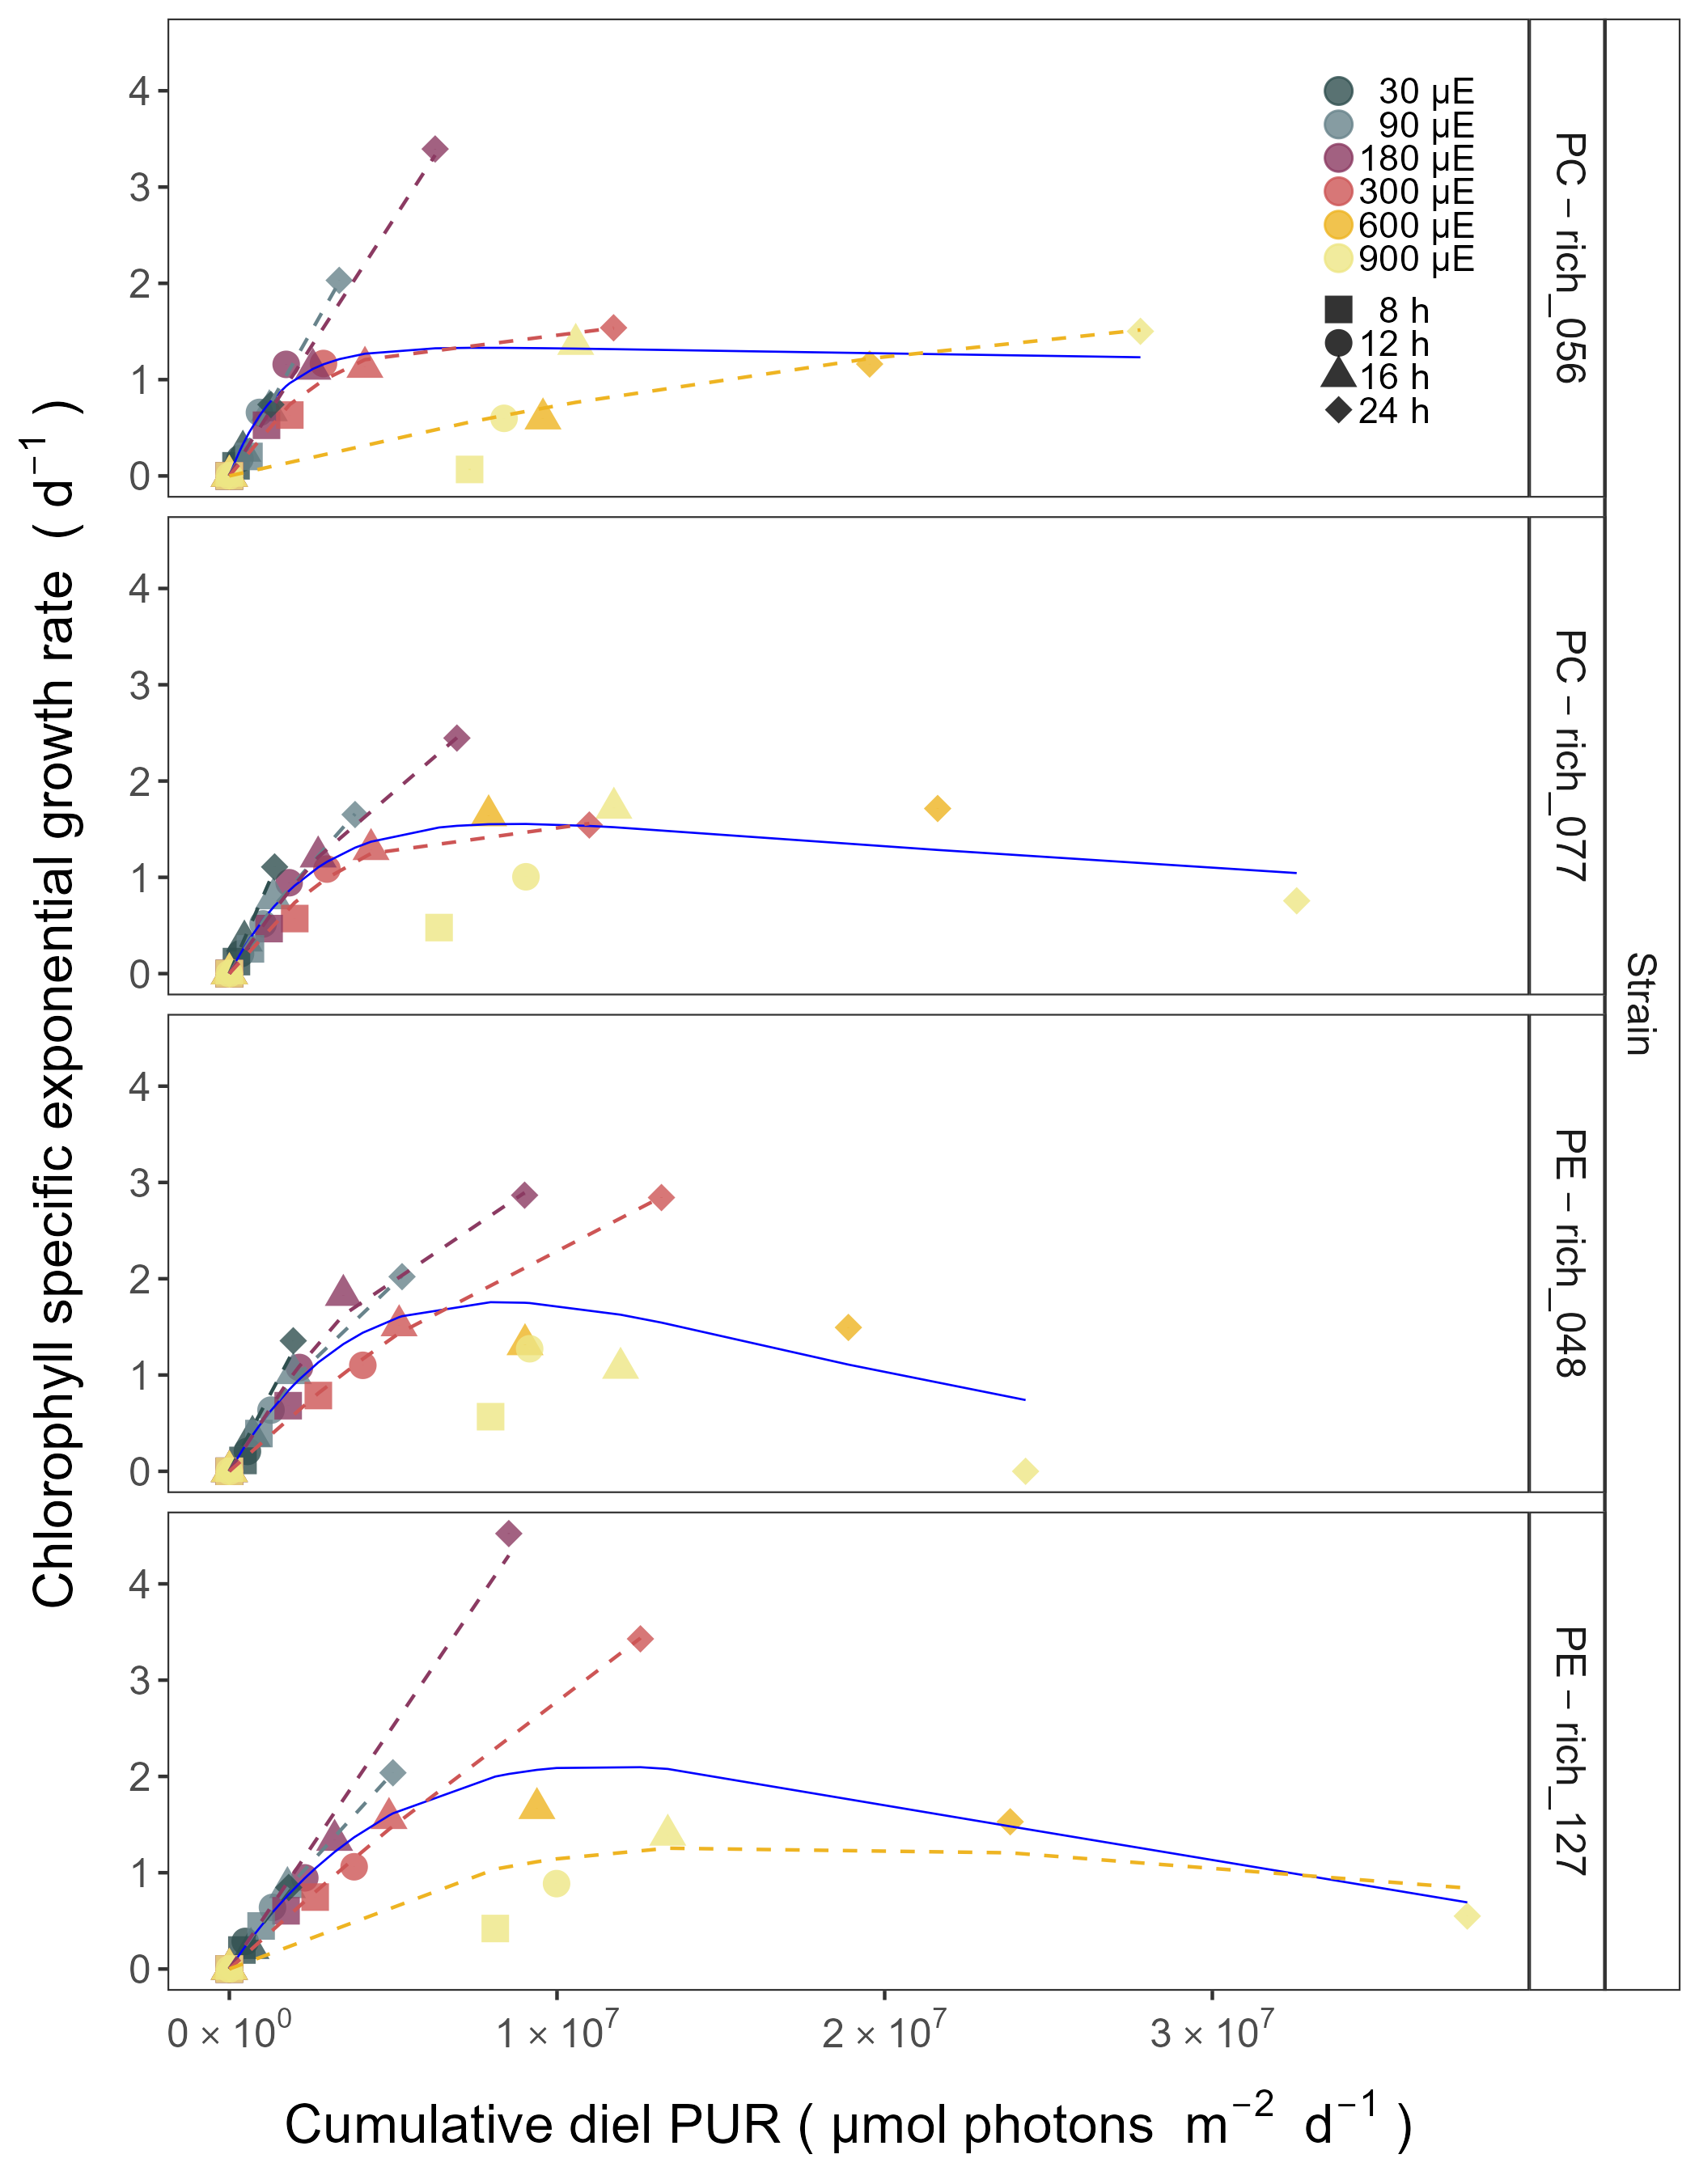 Chlorophyll specific exponential growth rate ( d⁻¹ )
4
3
2
1
0
30 µE
90 µE
180 µE
300 µE
600 µE
900 µE
8 h
12 h
16 h
24 h
PC − rich_056
4
3
2
1
0
PC − rich_077
Strain
4
3
2
1
0
PE − rich_048
4
3
2
1
0
PE − rich_127
0 × 10⁰ 1 × 10⁷ 2 × 10⁷ 3 × 10⁷
Cumulative diel PUR ( µmol photons m⁻² d⁻¹ )